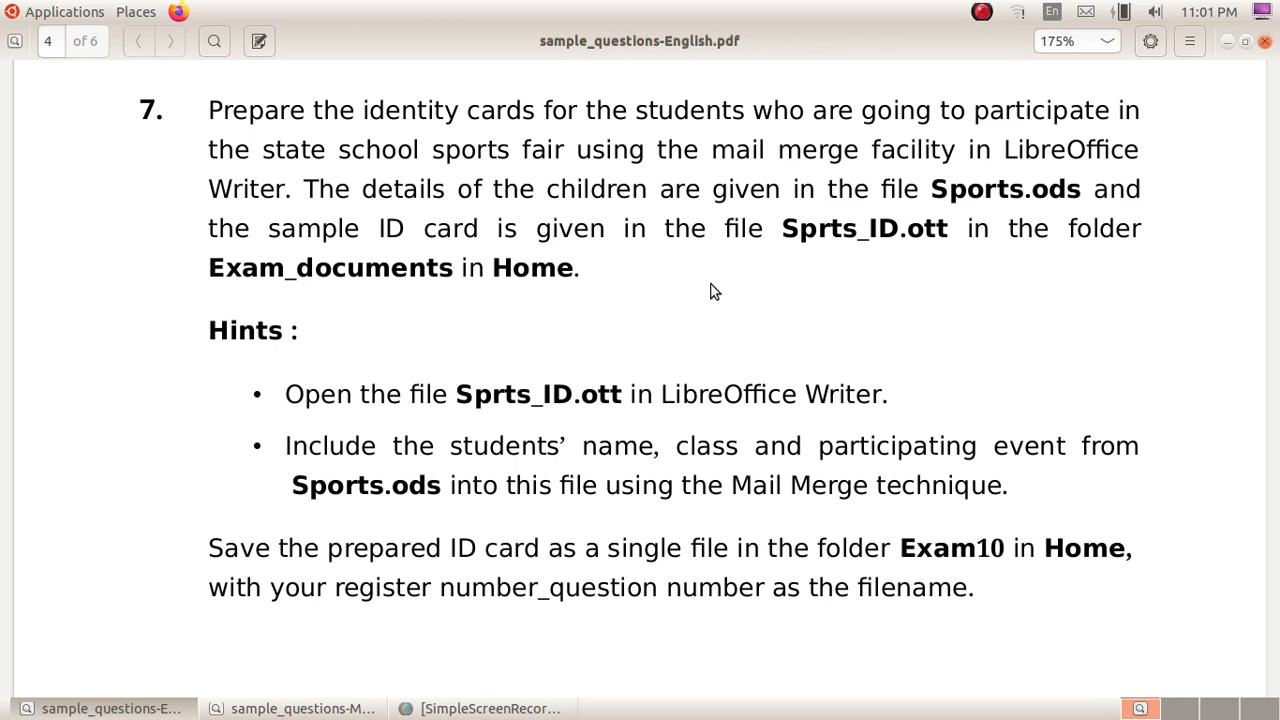 Applications Places En 11:01 PM
4 of 6 sample_questions-English.pdf 175%
7. Prepare the identity cards for the students who are going to participate in
the state school sports fair using the mail merge facility in LibreOffice
Writer. The details of the children are given in the file Sports.ods and
the sample ID card is given in the file Sprts_ID.ott in the folder
Exam_documents in Home.
Hints :
• Open the file Sprts_ID.ott in LibreOffice Writer.
• Include the students’ name, class and participating event from
Sports.ods into this file using the Mail Merge technique.
Save the prepared ID card as a single file in the folder Exam10 in Home,
with your register number_question number as the filename.
sample_questions-E... sample_questions-M... [SimpleScreenRecor...